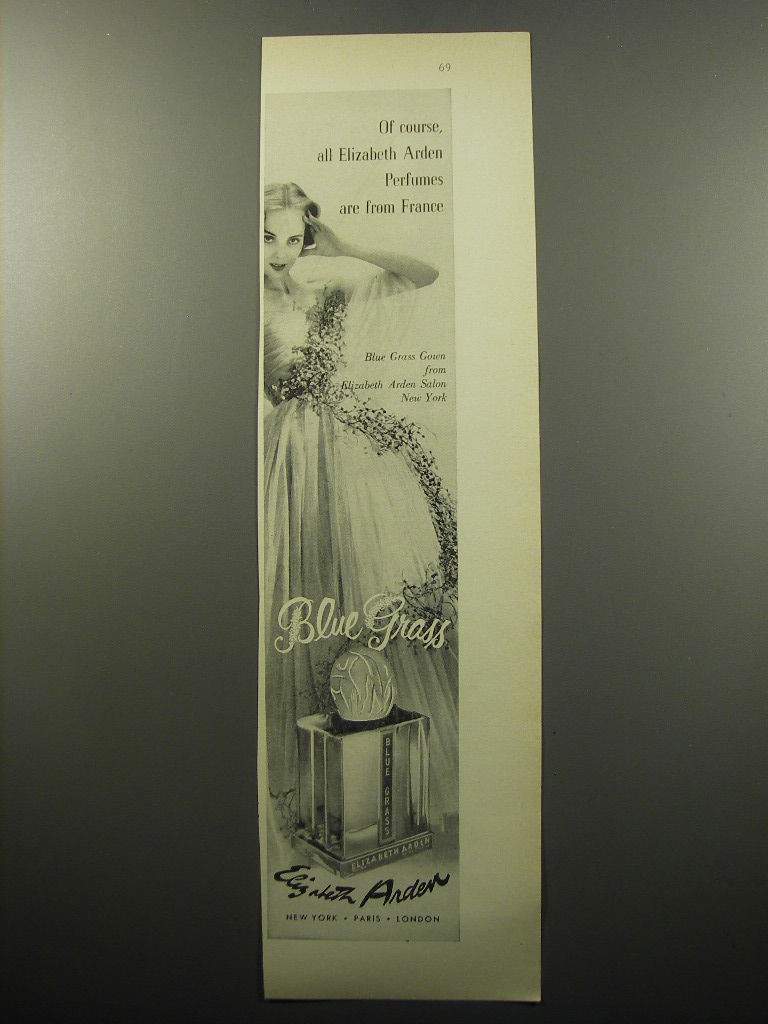 69
Of course,
all Elizabeth Arden
Perfumes
are from France
Blue Grass Gown
from
Elizabeth Arden Salon
New York
Blue Grass
BLUE GRASS
ELIZABETH ARDEN
Elizabeth Arden
NEW YORK • PARIS • LONDON